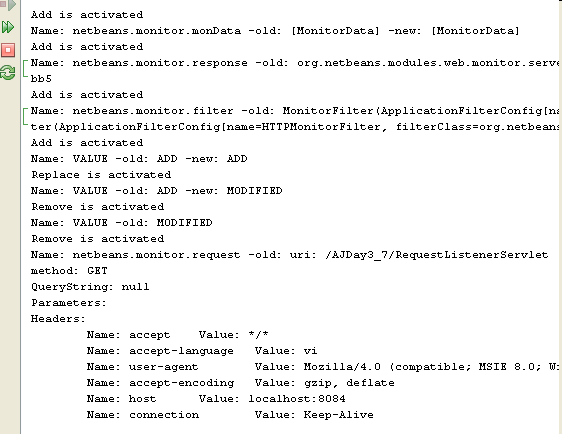 Add is activated
Name: netbeans.monitor.monData -old: [MonitorData] -new: [MonitorData]
Add is activated
Name: netbeans.monitor.response -old: org.netbeans.modules.web.monitor.serve
bb5
Add is activated
Name: netbeans.monitor.filter -old: MonitorFilter(ApplicationFilterConfig[na
ter(ApplicationFilterConfig[name=HTTPMonitorFilter, filterClass=org.netbeans
Add is activated
Name: VALUE -old: ADD -new: ADD
Replace is activated
Name: VALUE -old: ADD -new: MODIFIED
Remove is activated
Name: VALUE -old: MODIFIED
Remove is activated
Name: netbeans.monitor.request -old: uri: /AJDay3_7/RequestListenerServlet
method: GET
QueryString: null
Parameters:
Headers:
Name: accept Value: */*
Name: accept-language Value: vi
Name: user-agent Value: Mozilla/4.0 (compatible; MSIE 8.0; W
Name: accept-encoding Value: gzip, deflate
Name: host Value: localhost:8084
Name: connection Value: Keep-Alive